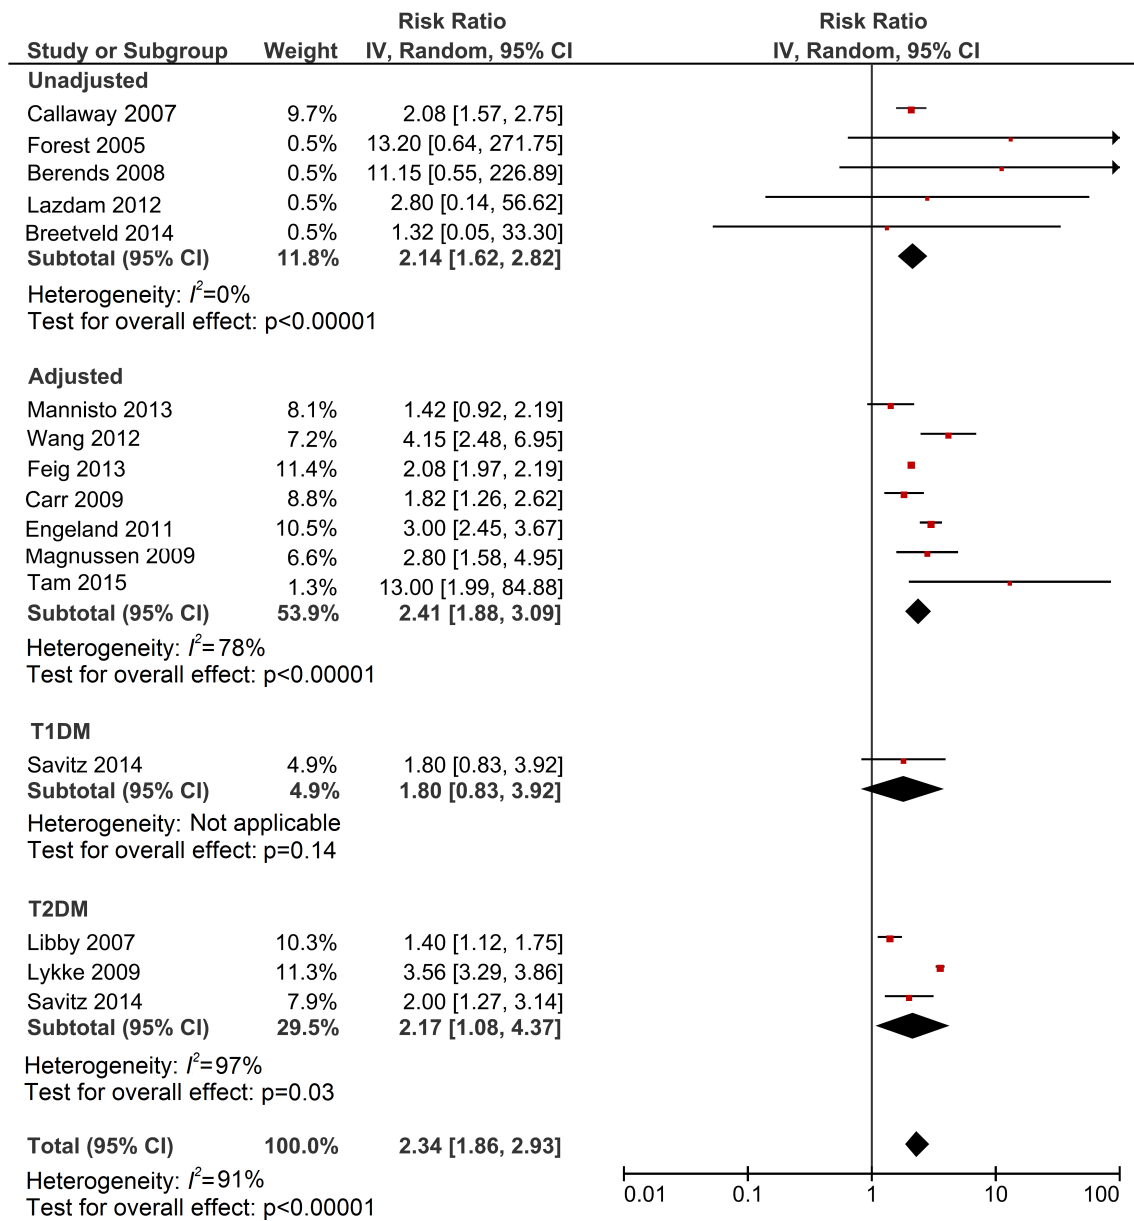 Risk Ratio Risk Ratio
Study or Subgroup Weight IV, Random, 95% CI IV, Random, 95% CI
Unadjusted
Callaway 2007 9.7% 2.08 [1.57, 2.75]
Forest 2005 0.5% 13.20 [0.64, 271.75]
Berends 2008 0.5% 11.15 [0.55, 226.89]
Lazdam 2012 0.5% 2.80 [0.14, 56.62]
Breetveld 2014 0.5% 1.32 [0.05, 33.30]
Subtotal (95% CI) 11.8% 2.14 [1.62, 2.82]
Heterogeneity: I²=0%
Test for overall effect: p<0.00001
Adjusted
Mannisto 2013 8.1% 1.42 [0.92, 2.19]
Wang 2012 7.2% 4.15 [2.48, 6.95]
Feig 2013 11.4% 2.08 [1.97, 2.19]
Carr 2009 8.8% 1.82 [1.26, 2.62]
Engeland 2011 10.5% 3.00 [2.45, 3.67]
Magnussen 2009 6.6% 2.80 [1.58, 4.95]
Tam 2015 1.3% 13.00 [1.99, 84.88]
Subtotal (95% CI) 53.9% 2.41 [1.88, 3.09]
Heterogeneity: I²=78%
Test for overall effect: p<0.00001
T1DM
Savitz 2014 4.9% 1.80 [0.83, 3.92]
Subtotal (95% CI) 4.9% 1.80 [0.83, 3.92]
Heterogeneity: Not applicable
Test for overall effect: p=0.14
T2DM
Libby 2007 10.3% 1.40 [1.12, 1.75]
Lykke 2009 11.3% 3.56 [3.29, 3.86]
Savitz 2014 7.9% 2.00 [1.27, 3.14]
Subtotal (95% CI) 29.5% 2.17 [1.08, 4.37]
Heterogeneity: I²=97%
Test for overall effect: p=0.03
Total (95% CI) 100.0% 2.34 [1.86, 2.93]
Heterogeneity: I²=91%
Test for overall effect: p<0.00001
0.01 0.1 1 10 100